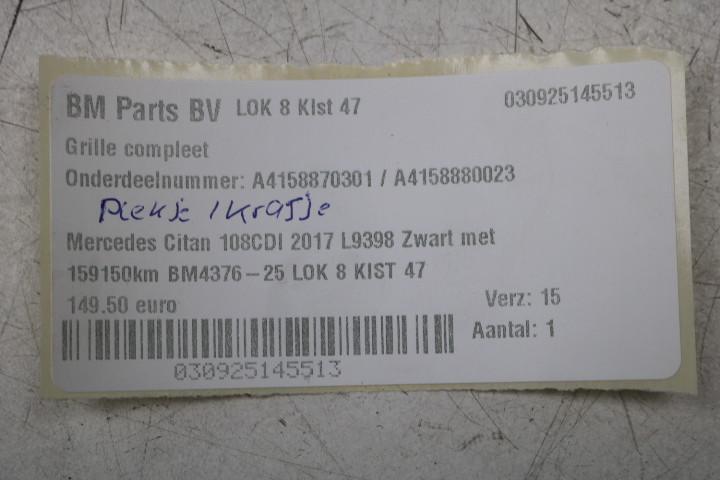 BM Parts BV LOK 8 KIst 47 030925145513
Grille compleet
Onderdeelnummer: A4158870301 / A4158880023
Plekje / krasje
Mercedes Citan 108CDI 2017 L9398 Zwart met
159150km BM4376-25 LOK 8 KIST 47
149.50 euro Verz: 15
Aantal: 1
030925145513